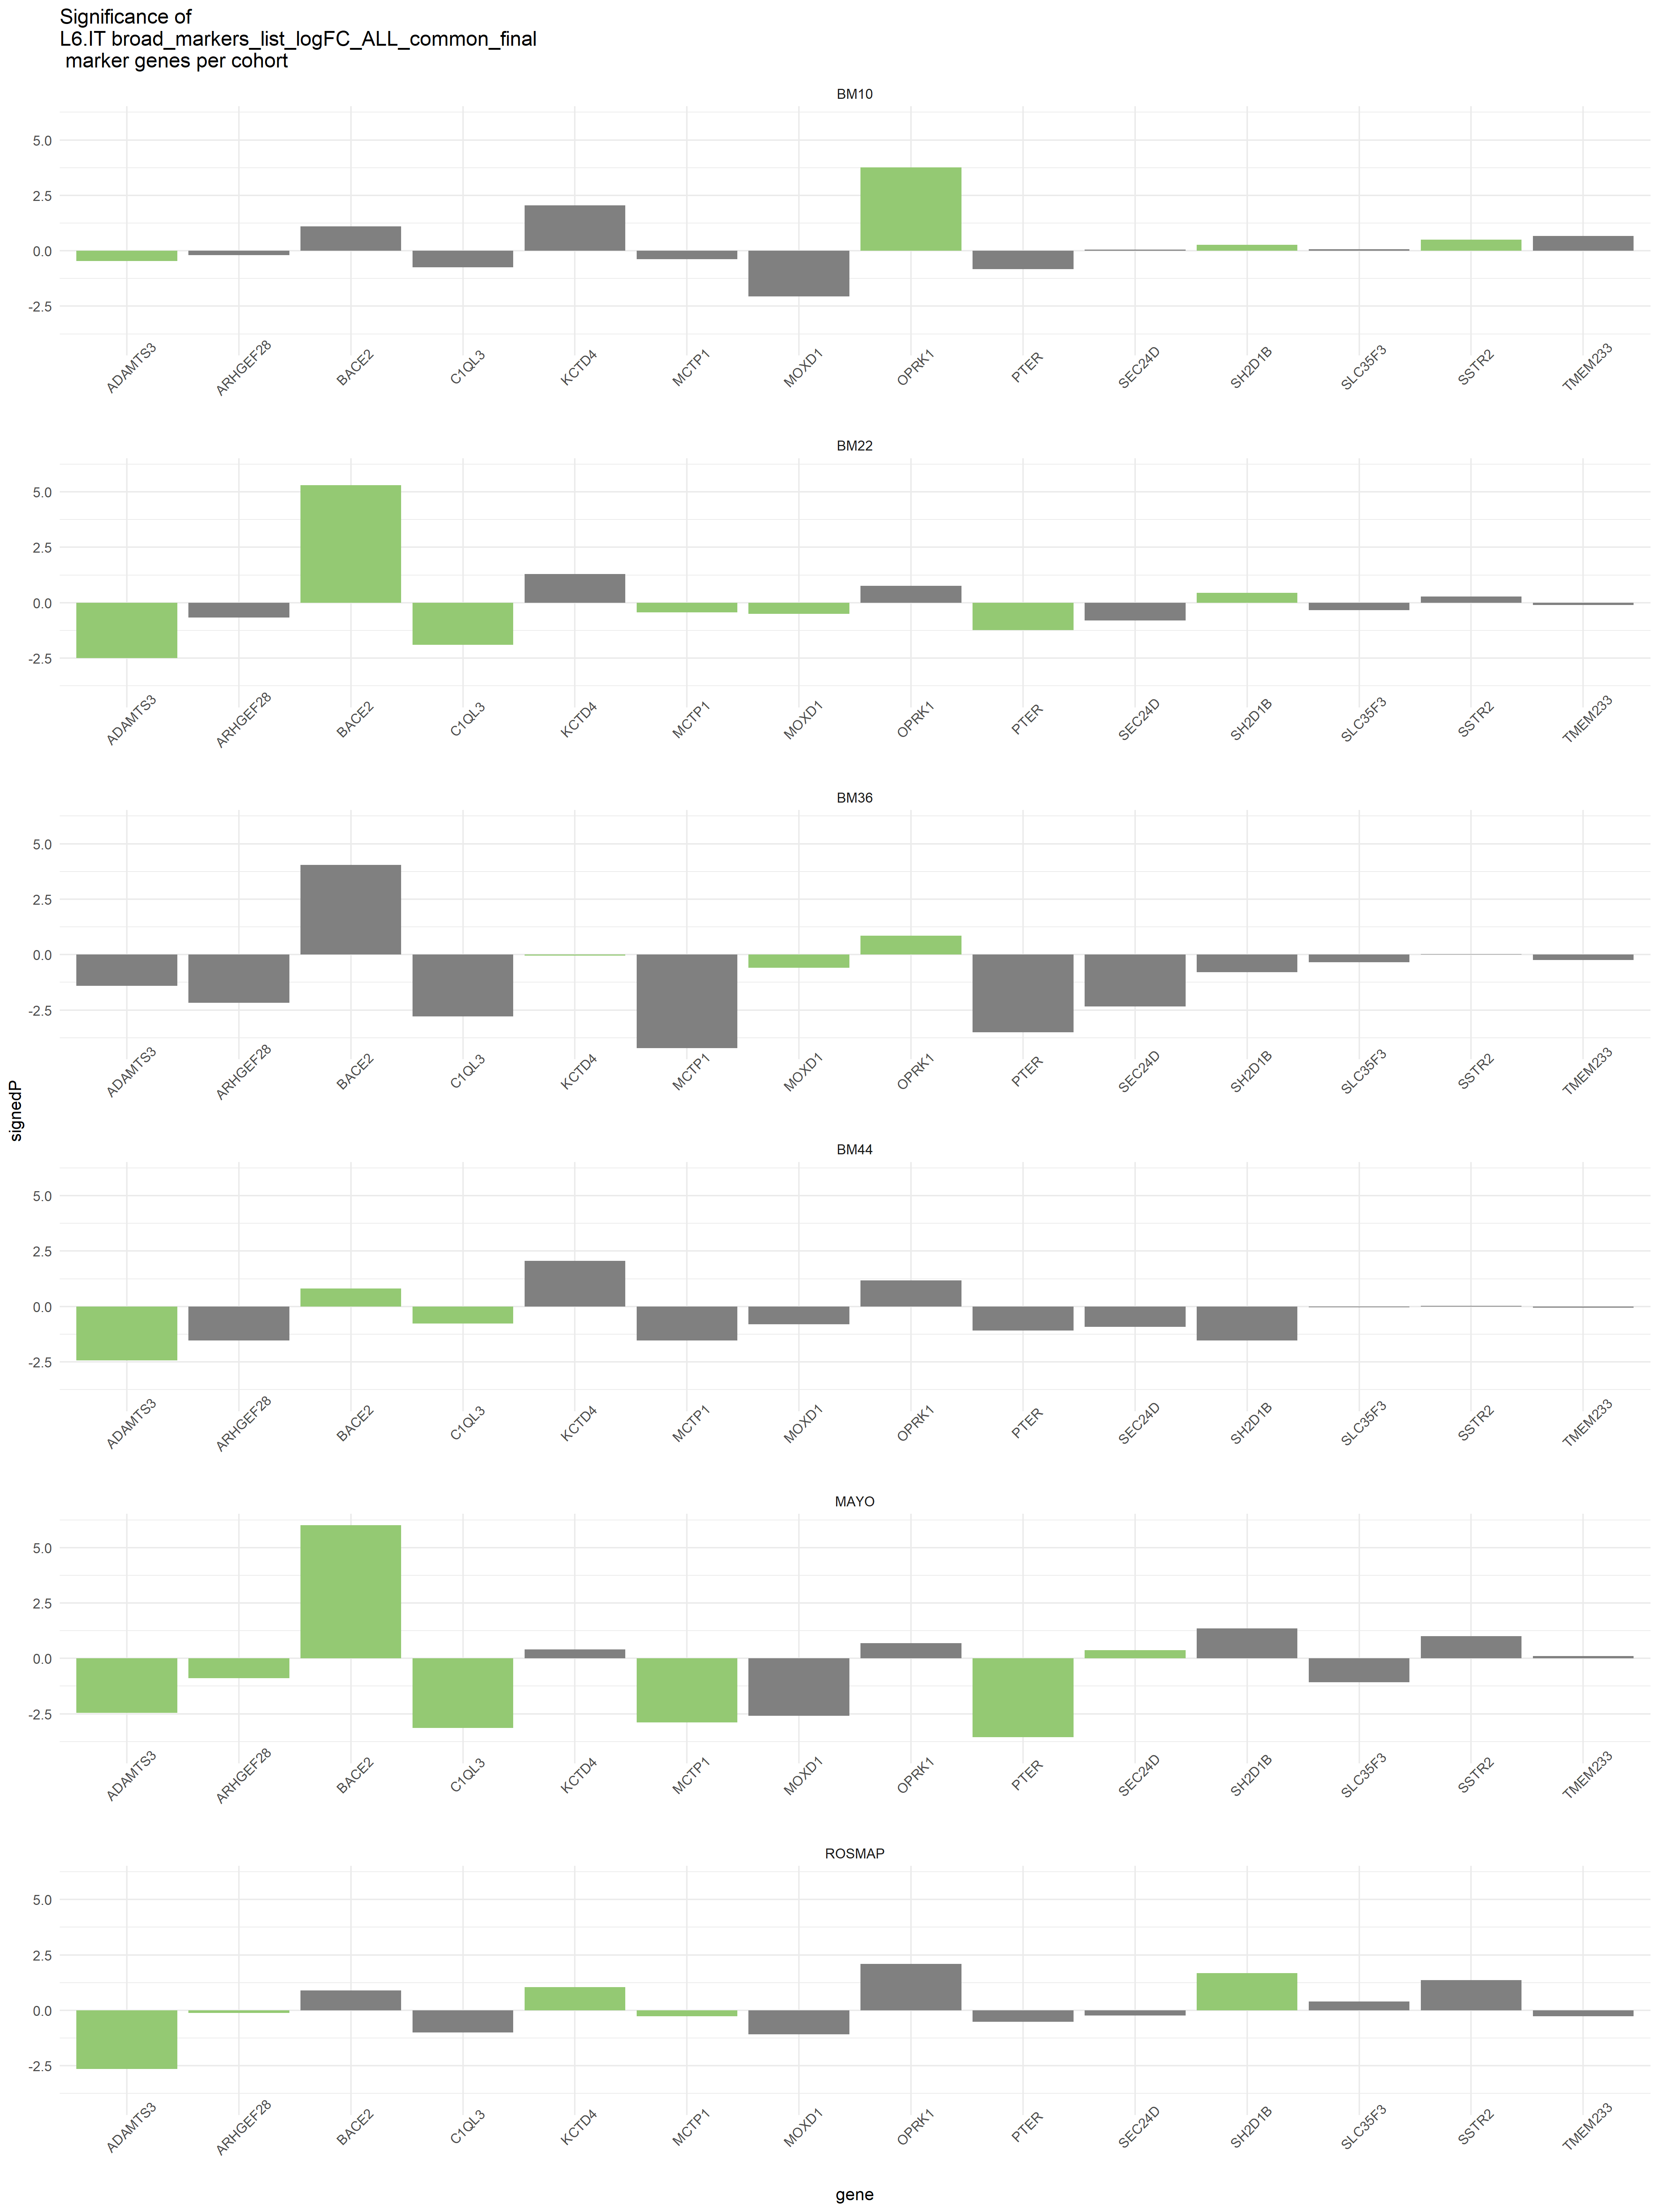 Significance of
L6.IT broad_markers_list_logFC_ALL_common_final
marker genes per cohort
BM10
5.0
2.5
0.0
-2.5
ADAMTS3 ARHGEF28 BACE2 C1QL3 KCTD4 MCTP1 MOXD1 OPRK1 PTER SEC24D SH2D1B SLC35F3 SSTR2 TMEM233
BM22
5.0
2.5
0.0
-2.5
ADAMTS3 ARHGEF28 BACE2 C1QL3 KCTD4 MCTP1 MOXD1 OPRK1 PTER SEC24D SH2D1B SLC35F3 SSTR2 TMEM233
BM36
5.0
2.5
0.0
-2.5
ADAMTS3 ARHGEF28 BACE2 C1QL3 KCTD4 MCTP1 MOXD1 OPRK1 PTER SEC24D SH2D1B SLC35F3 SSTR2 TMEM233
signedP
BM44
5.0
2.5
0.0
-2.5
ADAMTS3 ARHGEF28 BACE2 C1QL3 KCTD4 MCTP1 MOXD1 OPRK1 PTER SEC24D SH2D1B SLC35F3 SSTR2 TMEM233
MAYO
5.0
2.5
0.0
-2.5
ADAMTS3 ARHGEF28 BACE2 C1QL3 KCTD4 MCTP1 MOXD1 OPRK1 PTER SEC24D SH2D1B SLC35F3 SSTR2 TMEM233
ROSMAP
5.0
2.5
0.0
-2.5
ADAMTS3 ARHGEF28 BACE2 C1QL3 KCTD4 MCTP1 MOXD1 OPRK1 PTER SEC24D SH2D1B SLC35F3 SSTR2 TMEM233
gene